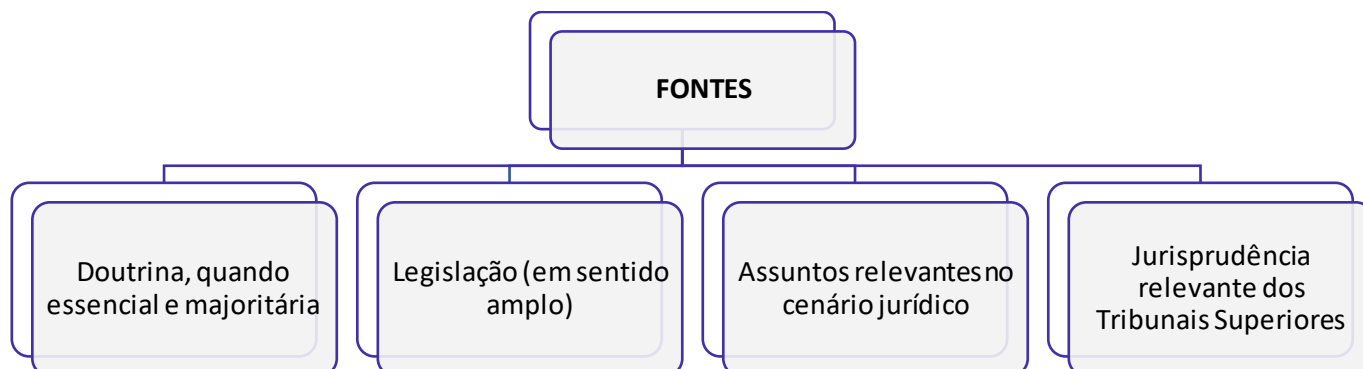 FONTES
Doutrina, quando
essencial e majoritária
Legislação (em sentido
amplo)
Assuntos relevantes no
cenário jurídico
Jurisprudência
relevante dos
Tribunais Superiores